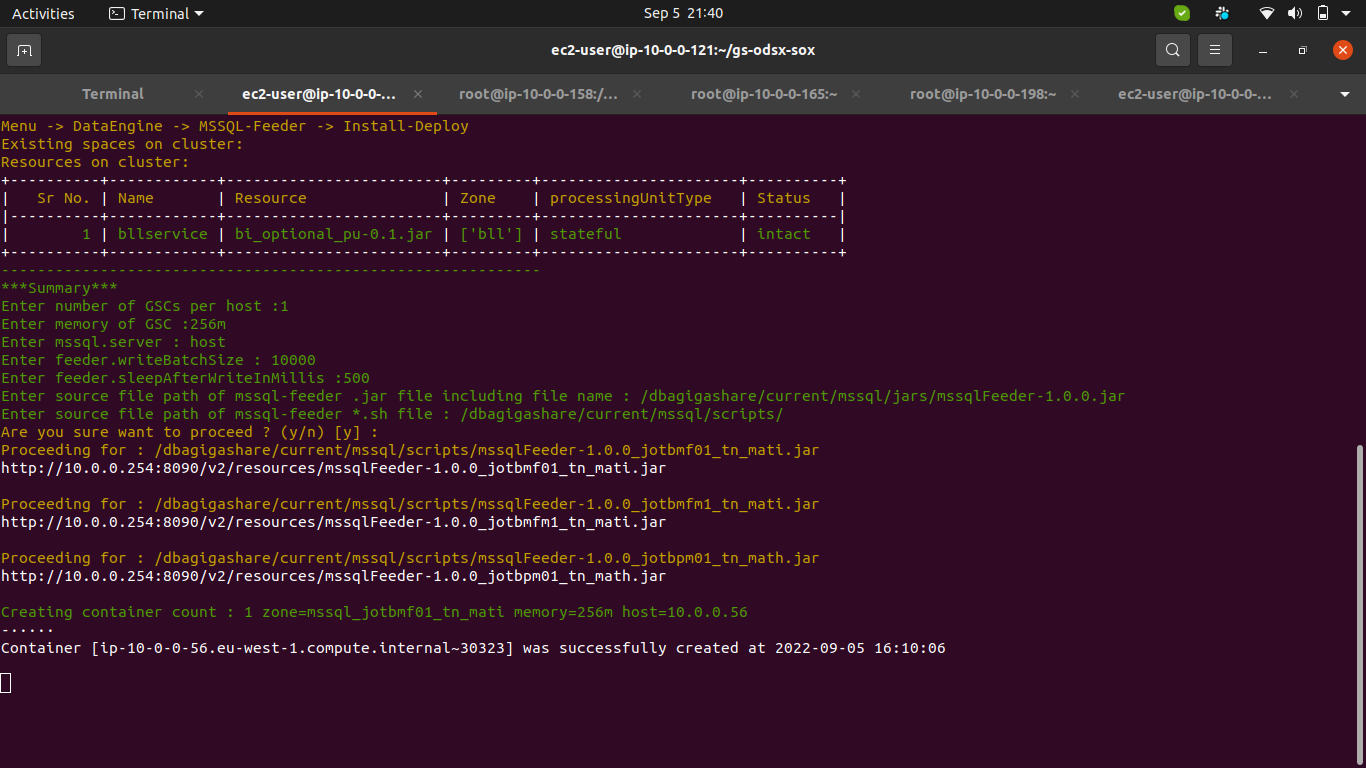 Activities
Terminal
Sep 5 21:40
ec2-user@ip-10-0-0-121:~/gs-odsx-sox
Terminal
ec2-user@ip-10-0-0-...
root@ip-10-0-0-158:/...
root@ip-10-0-0-165:~
root@ip-10-0-0-198:~
ec2-user@ip-10-0-0-...
Menu -> DataEngine -> MSSQL-Feeder -> Install-Deploy
Existing spaces on cluster:
Resources on cluster:
+----------+------------+------------------------+---------+----------------------+----------+
|   Sr No. | Name       | Resource               | Zone    | processingUnitType   | Status   |
|----------+------------+------------------------+---------+----------------------+----------|
|        1 | bllservice | bi_optional_pu-0.1.jar | ['bll'] | stateful             | intact   |
+----------+------------+------------------------+---------+----------------------+----------+
------------------------------------------------------------
***Summary***
Enter number of GSCs per host :1
Enter memory of GSC :256m
Enter mssql.server : host
Enter feeder.writeBatchSize : 10000
Enter feeder.sleepAfterWriteInMillis :500
Enter source file path of mssql-feeder .jar file including file name : /dbagigashare/current/mssql/jars/mssqlFeeder-1.0.0.jar
Enter source file path of mssql-feeder *.sh file : /dbagigashare/current/mssql/scripts/
Are you sure want to proceed ? (y/n) [y] :
Proceeding for : /dbagigashare/current/mssql/scripts/mssqlFeeder-1.0.0_jotbmf01_tn_mati.jar
http://10.0.0.254:8090/v2/resources/mssqlFeeder-1.0.0_jotbmf01_tn_mati.jar
Proceeding for : /dbagigashare/current/mssql/scripts/mssqlFeeder-1.0.0_jotbmfm1_tn_mati.jar
http://10.0.0.254:8090/v2/resources/mssqlFeeder-1.0.0_jotbmfm1_tn_mati.jar
Proceeding for : /dbagigashare/current/mssql/scripts/mssqlFeeder-1.0.0_jotbpm01_tn_math.jar
http://10.0.0.254:8090/v2/resources/mssqlFeeder-1.0.0_jotbpm01_tn_math.jar
Creating container count : 1 zone=mssql_jotbmf01_tn_mati memory=256m host=10.0.0.56
-·····
Container [ip-10-0-0-56.eu-west-1.compute.internal~30323] was successfully created at 2022-09-05 16:10:06